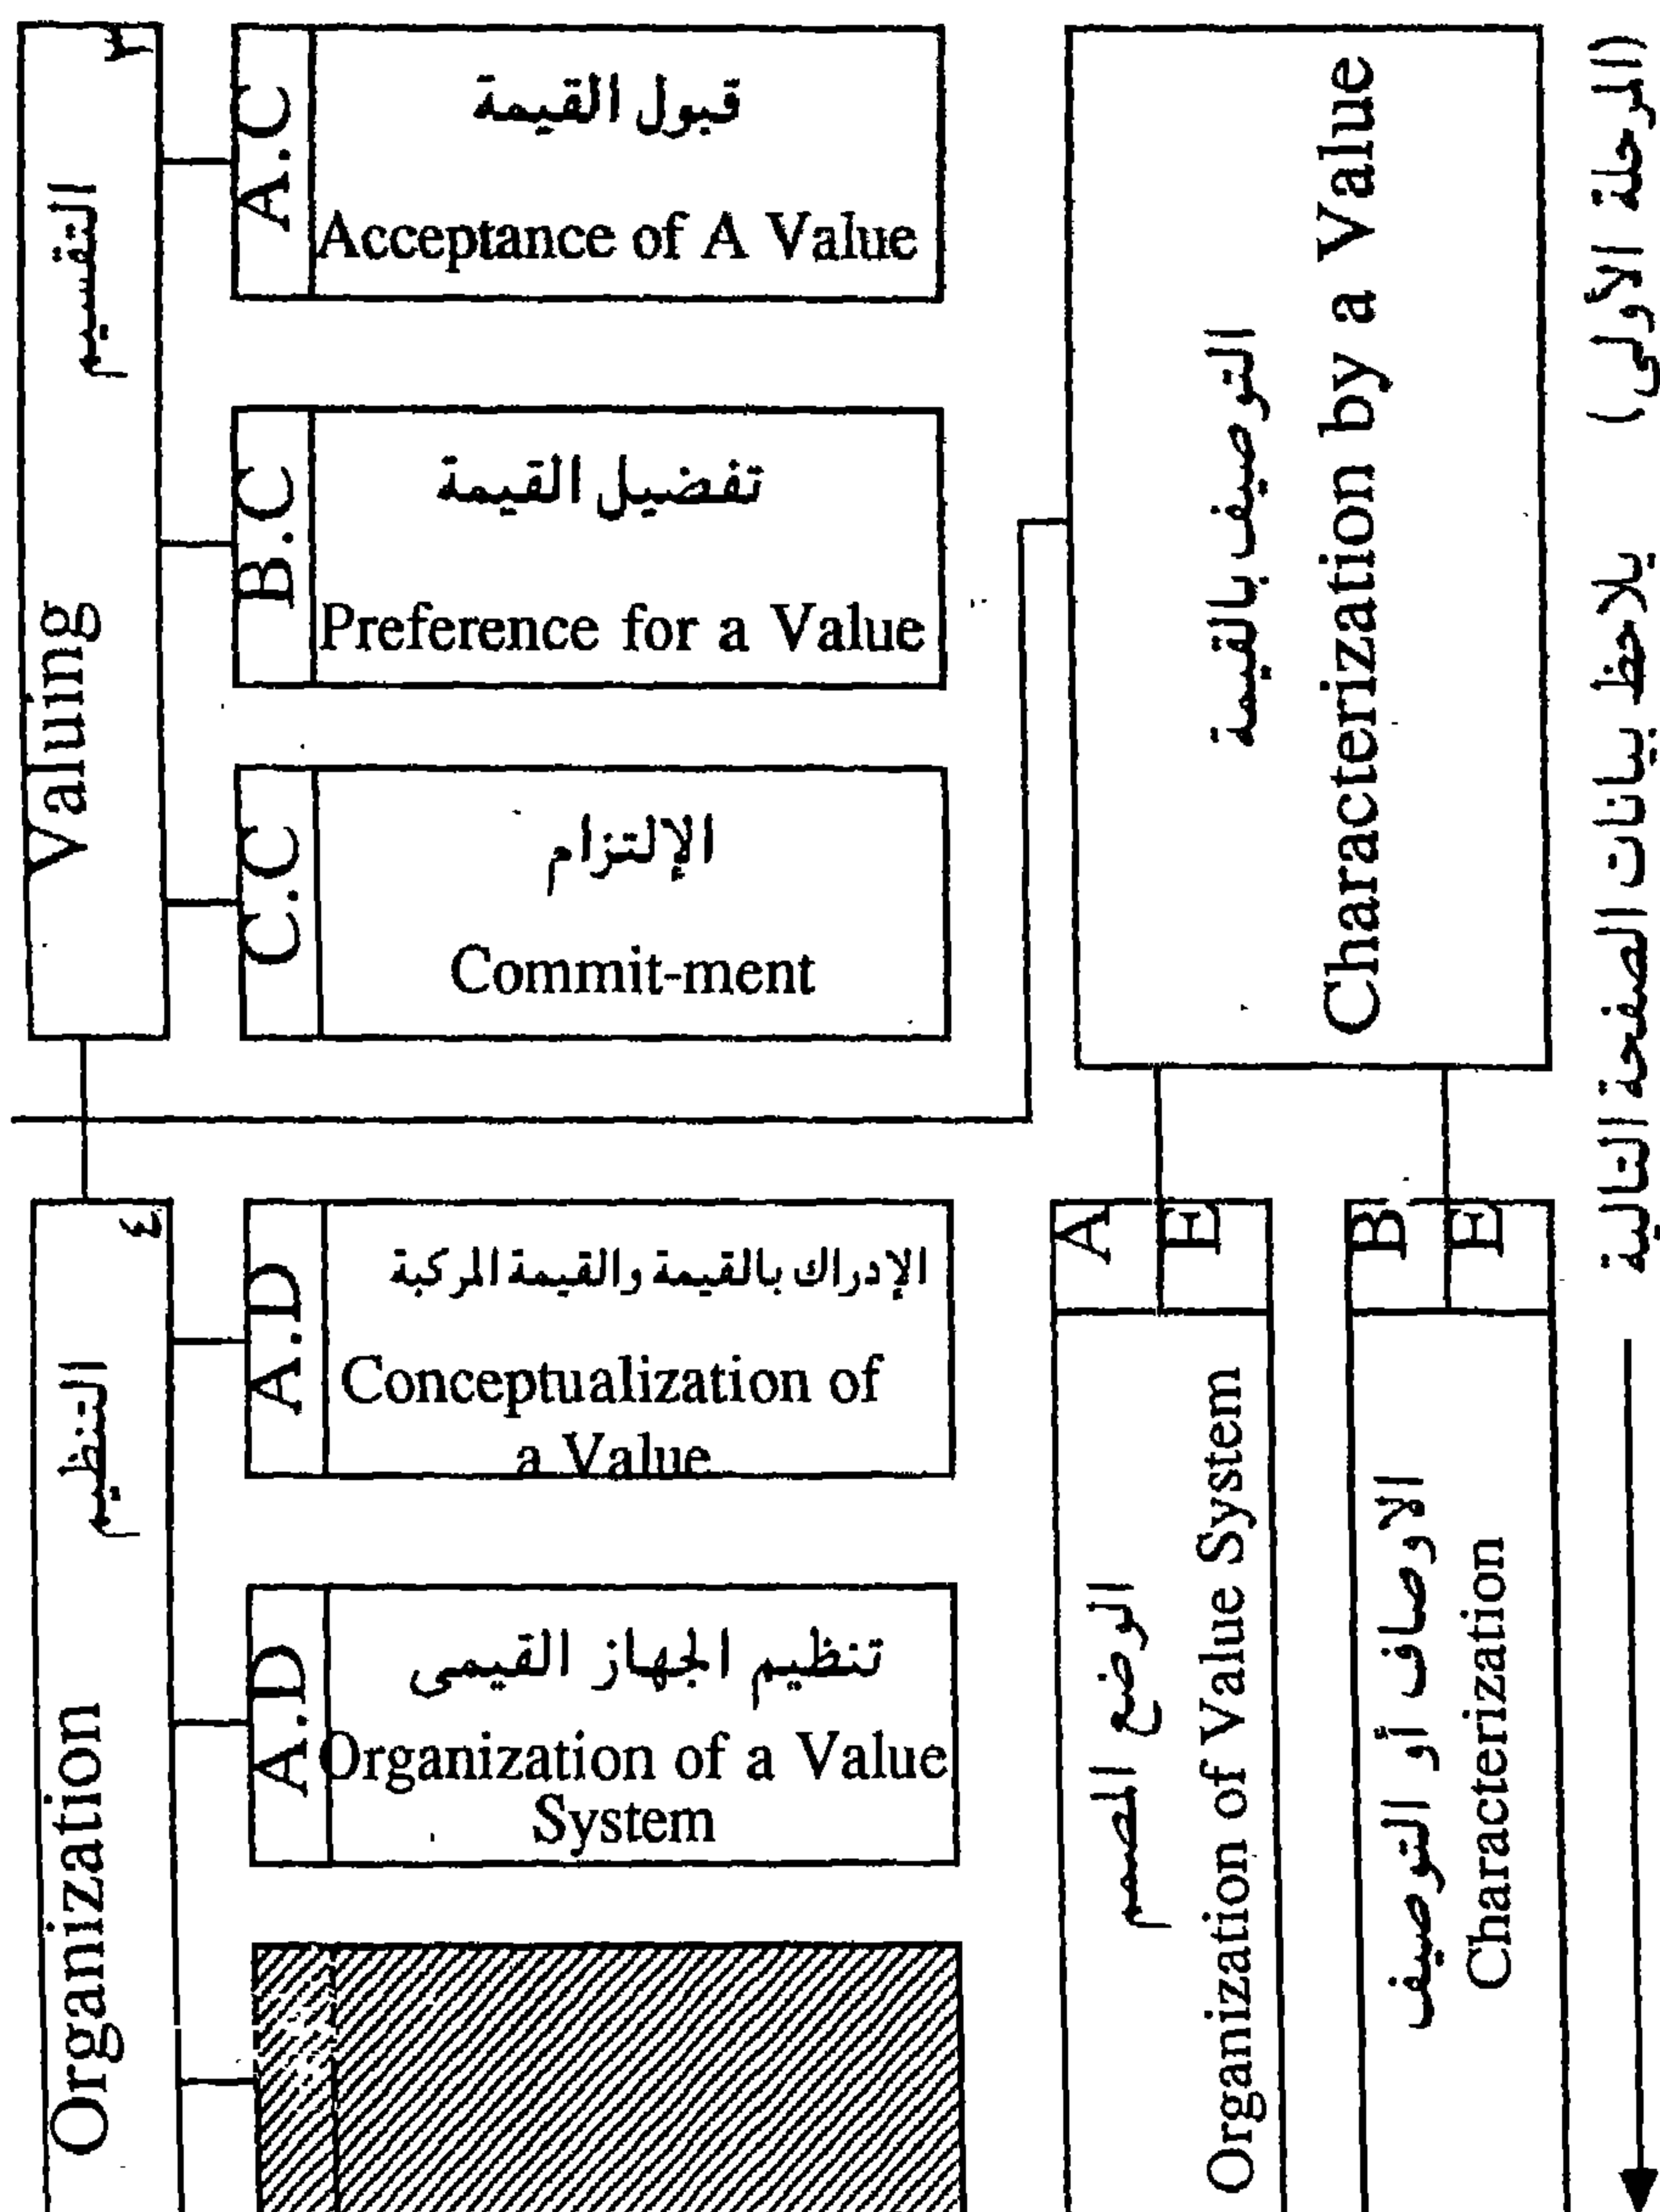 ٣
التقسيم
Valuing
A.C
قبول القيمة
Acceptance of A Value
B.C
تفضيل القيمة
Preference for a Value
C.C
الإلتزام
Commit-ment
٤
التنظيم
Organization
A.D
الإدراك بالقيمة والقيمة المركبة
Conceptualization of
a Value
A.D
تنظيم الجهاز القيمى
Organization of a Value
System
التوصيف بالقيمة
Characterization by a Value
A
E
الوضع المصمم
Organization of Value System
B
E
الاوصاف أو التوصيف
Characterization
(المرحلة الأولى) يلاحظ بيانات الصفحة التالية